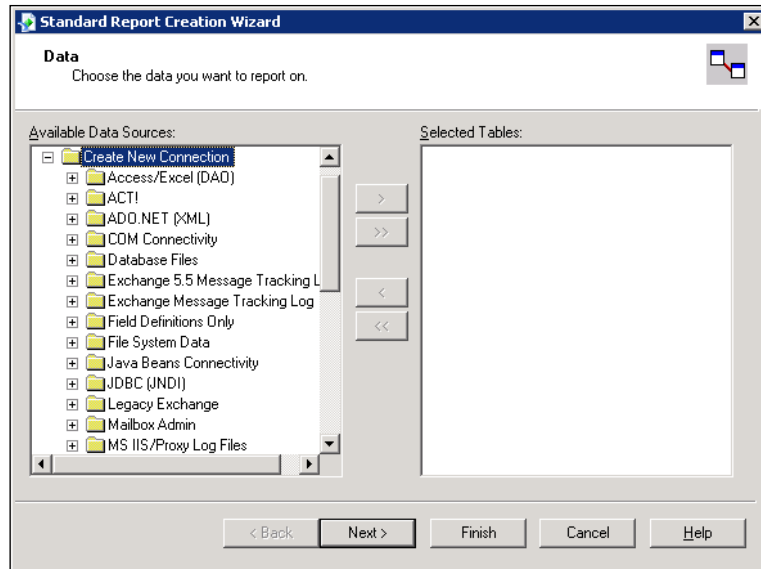 Standard Report Creation Wizard
Data
Choose the data you want to report on.
Available Data Sources:
Create New Connection
Access/Excel (DAO)
ACT!
ADO.NET (XML)
COM Connectivity
Database Files
Exchange 5.5 Message Tracking L
Exchange Message Tracking Log
Field Definitions Only
File System Data
Java Beans Connectivity
JDBC (JNDI)
Legacy Exchange
Mailbox Admin
MS IIS/Proxy Log Files
>
>>
<
<<
Selected Tables:
< Back
Next >
Finish
Cancel
Help